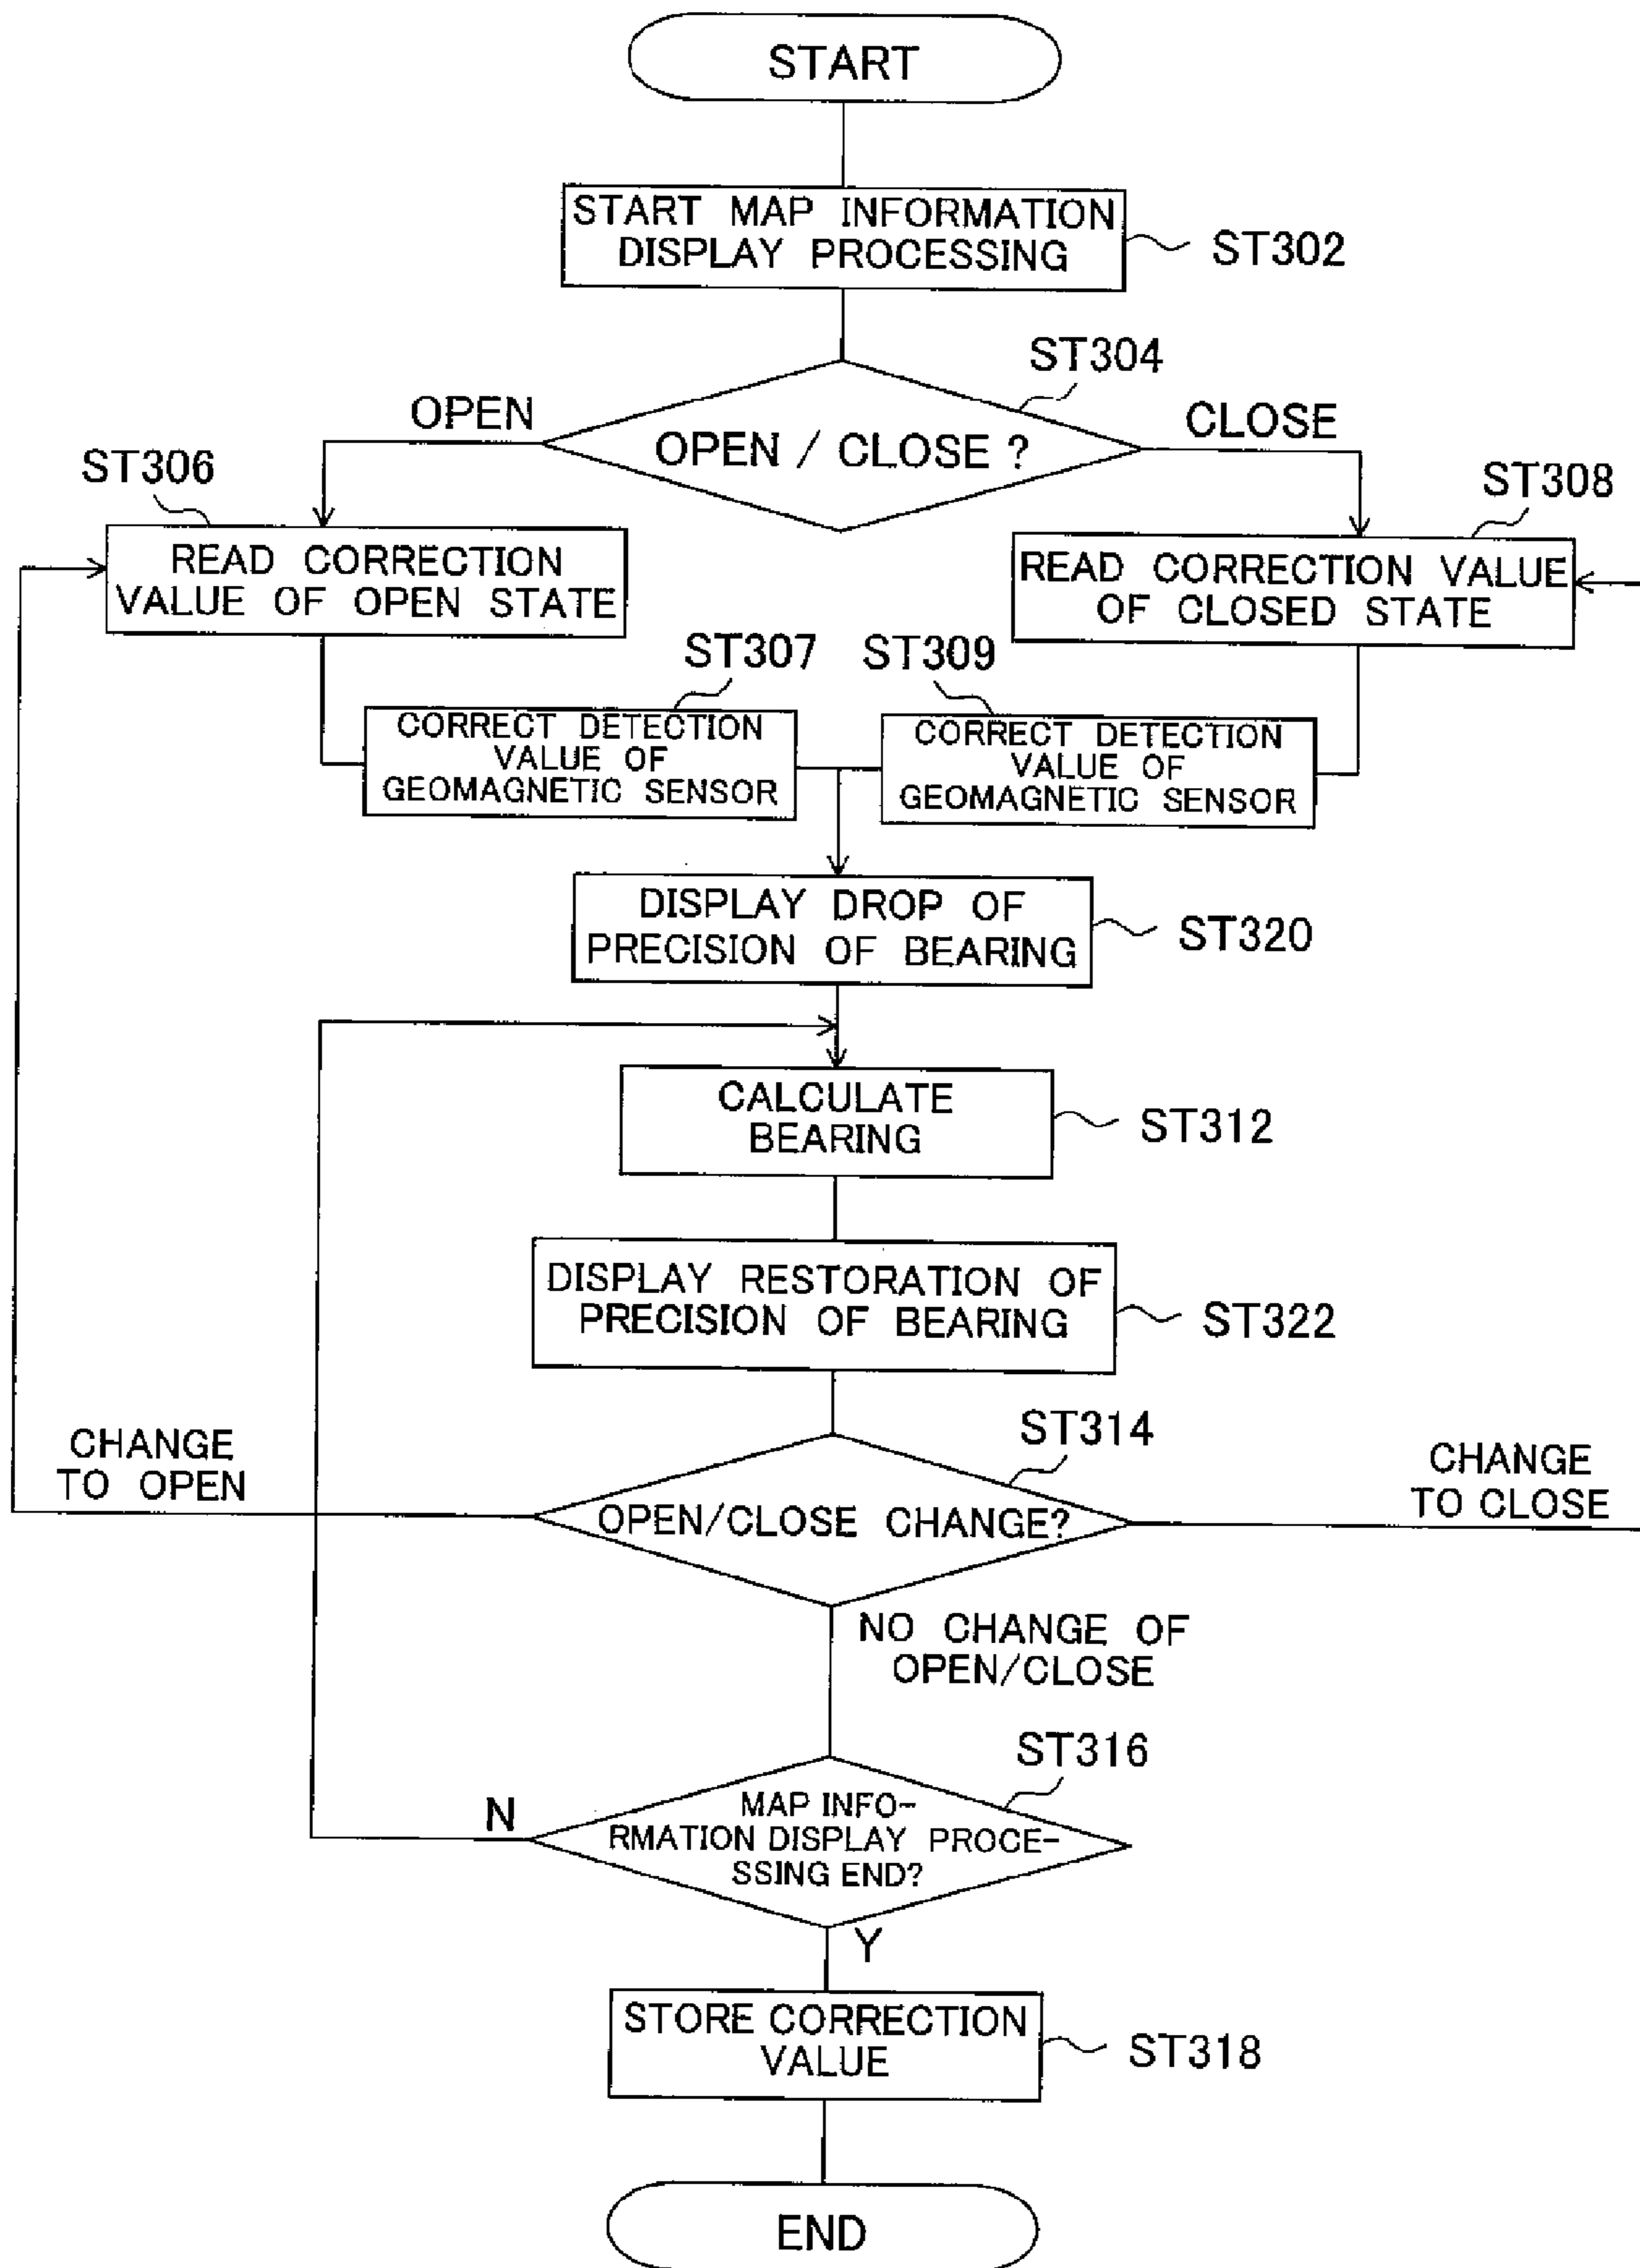 START
START MAP INFORMATION
DISPLAY PROCESSING
ST302
ST304
OPEN
OPEN / CLOSE ?
CLOSE
ST306
READ CORRECTION
VALUE OF OPEN STATE
ST308
READ CORRECTION VALUE
OF CLOSED STATE
ST307
CORRECT DETECTION
VALUE OF
GEOMAGNETIC SENSOR
ST309
CORRECT DETECTION
VALUE OF
GEOMAGNETIC SENSOR
DISPLAY DROP OF
PRECISION OF BEARING
ST320
CALCULATE
BEARING
ST312
DISPLAY RESTORATION OF
PRECISION OF BEARING
ST322
ST314
CHANGE
TO OPEN
OPEN/CLOSE CHANGE?
CHANGE
TO CLOSE
NO CHANGE OF
OPEN/CLOSE
ST316
N
MAP INFO-
RMATION DISPLAY PROCE-
SSING END?
Y
STORE CORRECTION
VALUE
ST318
END